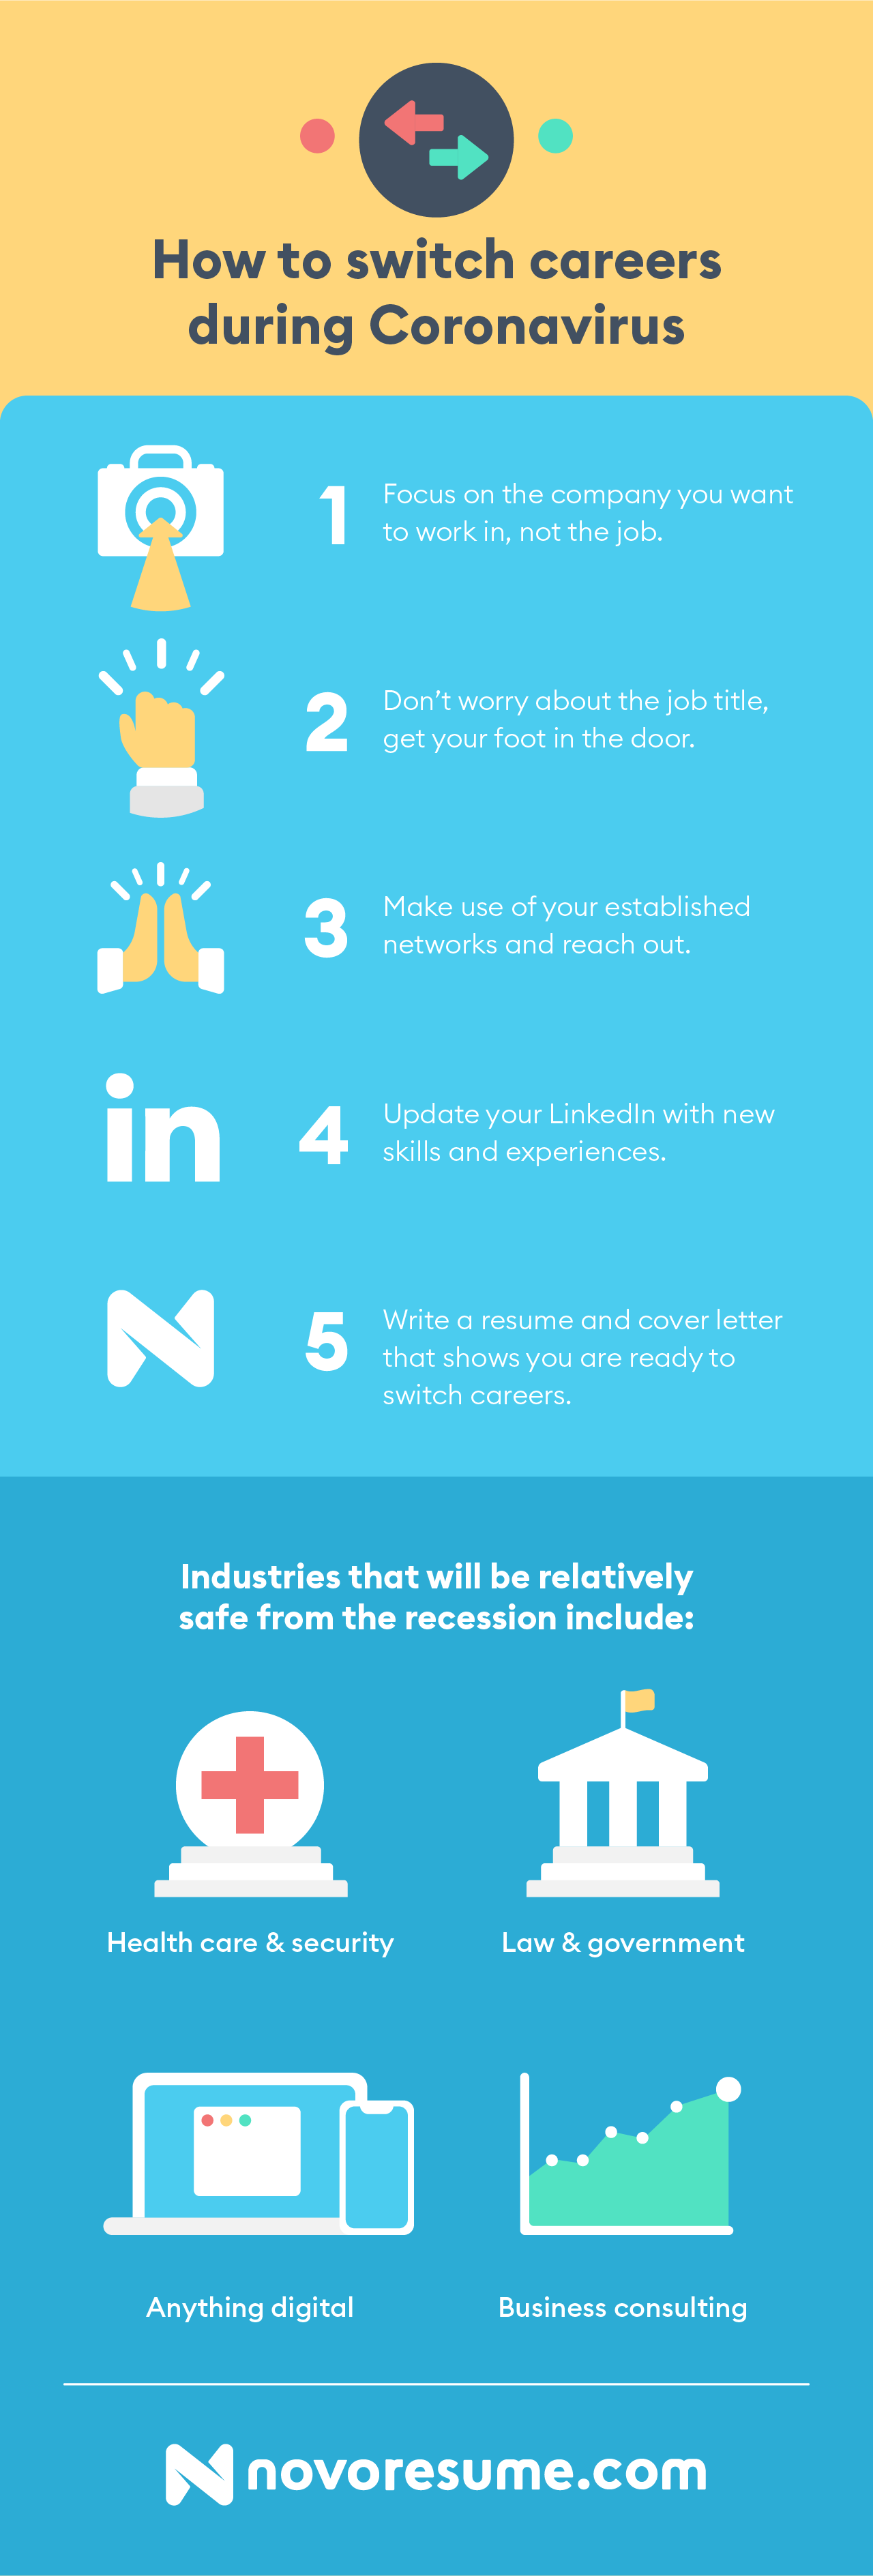 How to switch careers
during Coronavirus
1
Focus on the company you want
to work in, not the job.
2
Don’t worry about the job title,
get your foot in the door.
3
Make use of your established
networks and reach out.
in
4
Update your LinkedIn with new
skills and experiences.
5
Write a resume and cover letter
that shows you are ready to
switch careers.
Industries that will be relatively
safe from the recession include:
Health care & security
Law & government
Anything digital
Business consulting
novoresume.com